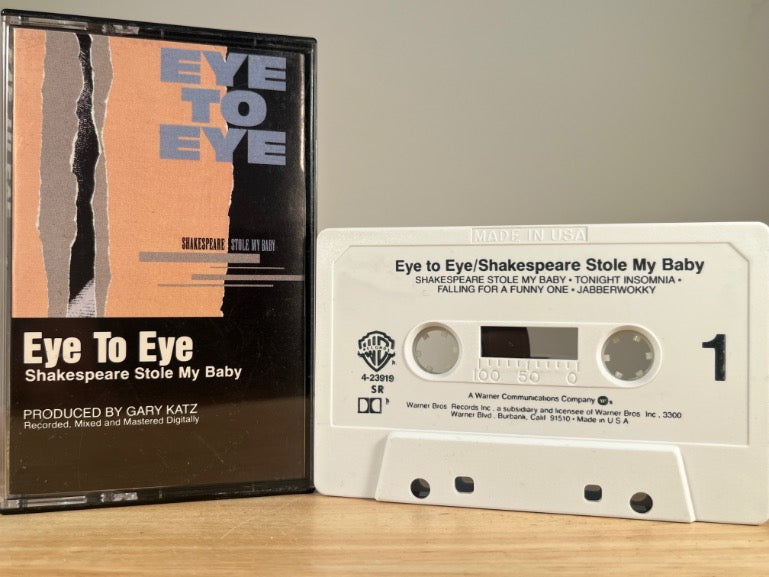 EYE
TO
EYE
SHAKESPEARE STOLE MY BABY
Eye To Eye
Shakespeare Stole My Baby
PRODUCED BY GARY KATZ
Recorded, Mixed and Mastered Digitally
MADE IN USA
Eye to Eye/Shakespeare Stole My Baby
SHAKESPEARE STOLE MY BABY • TONIGHT INSOMNIA •
FALLING FOR A FUNNY ONE • JABBERWOKKY
WB
RECORDS
4-23919
SR
1
100 50 0
A Warner Communications Company
Warner Bros. Records Inc., a subsidiary and licensee of Warner Bros. Inc., 3300
Warner Blvd., Burbank, Calif. 91510 • Made in U S A